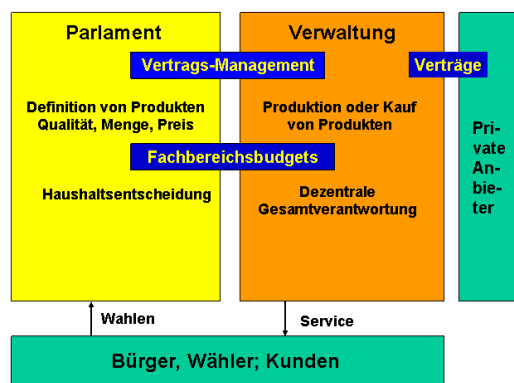 Parlament
Verwaltung
Vertrags-Management
Verträge
Definition von Produkten
Qualität, Menge, Preis
Produktion oder Kauf
von Produkten
Pri-
vate
An-
bie-
ter
Fachbereichsbudgets
Haushaltsentscheidung
Dezentrale
Gesamtverantwortung
Wahlen
Service
Bürger, Wähler; Kunden